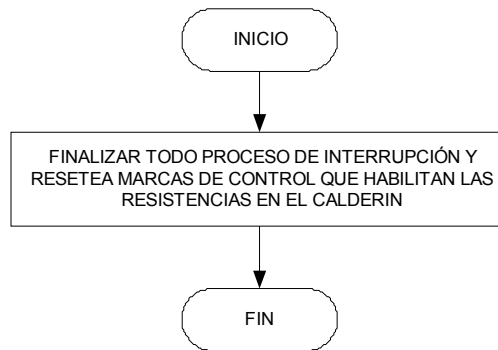 INICIO
FINALIZAR TODO PROCESO DE INTERRUPCIÓN Y
RESETEA MARCAS DE CONTROL QUE HABILITAN LAS
RESISTENCIAS EN EL CALDERIN
FIN